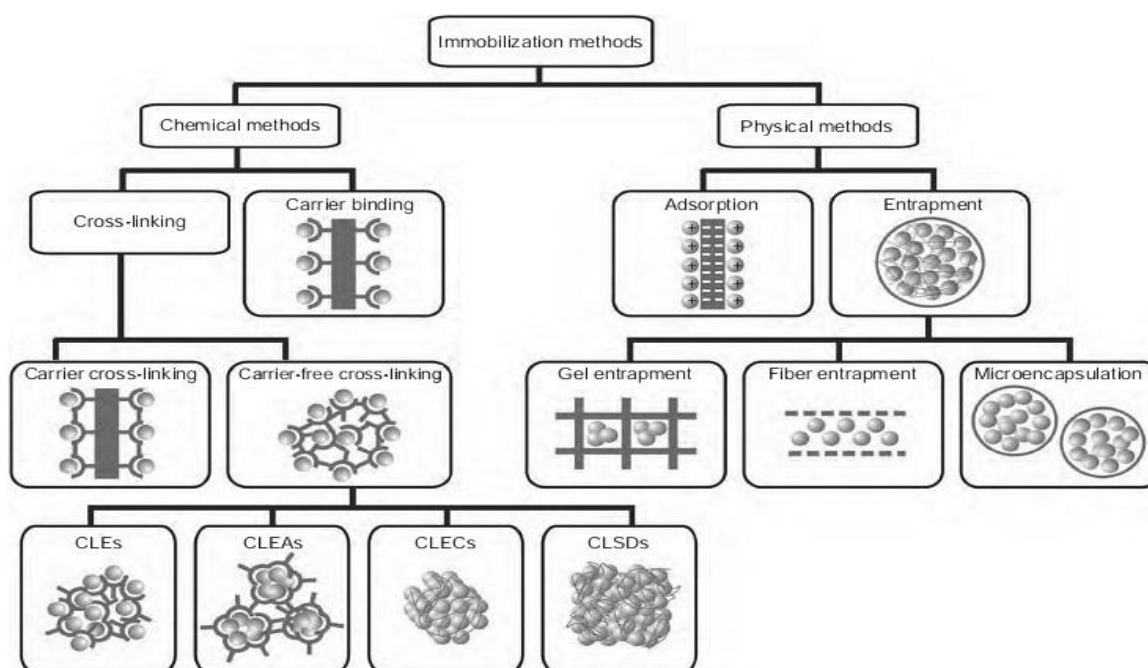 Immobilization methods
Chemical methods
Physical methods
Cross-linking
Carrier binding
Adsorption
Entrapment
Carrier cross-linking
Carrier-free cross-linking
Gel entrapment
Fiber entrapment
Microencapsulation
CLEs
CLEAs
CLECs
CLSDs